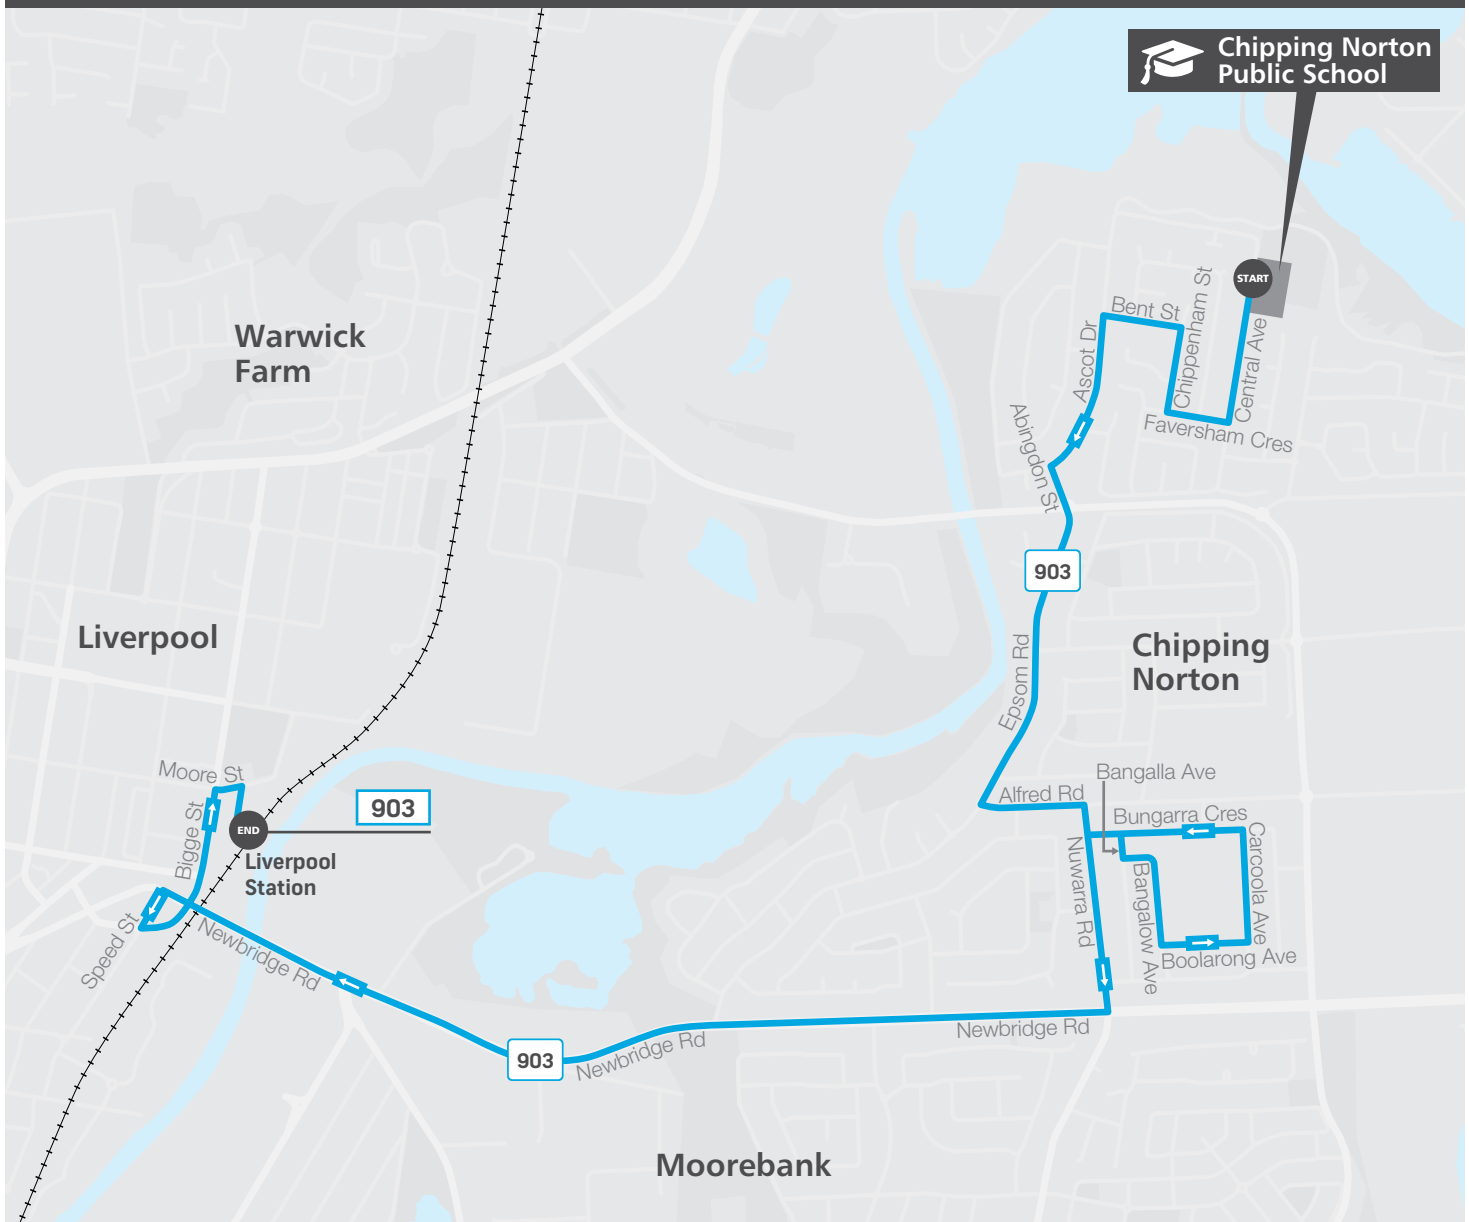 Chipping Norton
Public School
START
Bent St
Chippenham St
Ascot Dr
Central Ave
Faversham Cres
Abingdon St
Warwick
Farm
903
Liverpool
Chipping
Norton
Epsom Rd
Moore St
Bangalla Ave
Alfred Rd
Bungarra Cres
903
Bigge St
END
Liverpool
Station
Nuwarra Rd
Carcoola Ave
Bangalow Ave
Boolarong Ave
Speed St
Newbridge Rd
Newbridge Rd
903
Newbridge Rd
Moorebank